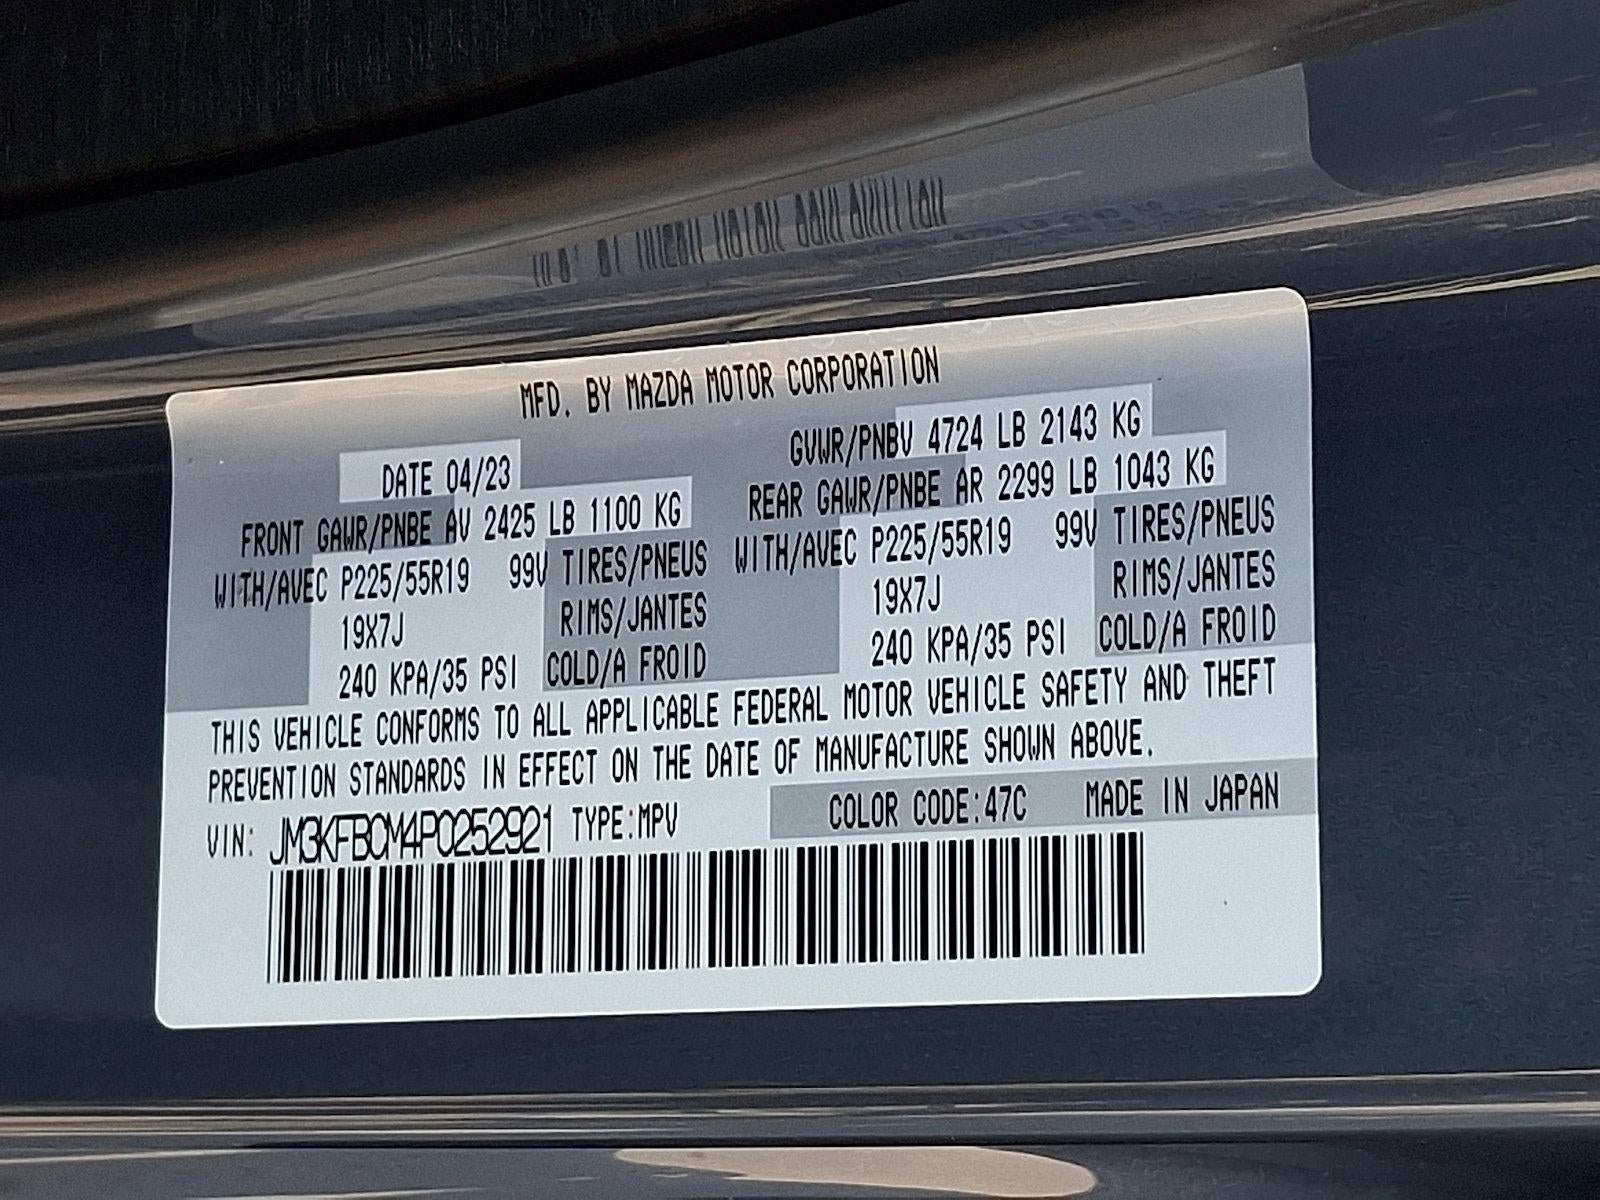 MFD. BY MAZDA MOTOR CORPORATION
DATE 04/23 GVWR/PNBV 4724 LB 2143 KG
FRONT GAWR/PNBE AV 2425 LB 1100 KG REAR GAWR/PNBE AR 2299 LB 1043 KG
WITH/AVEC P225/55R19 99V TIRES/PNEUS WITH/AVEC P225/55R19 99V TIRES/PNEUS
19X7J RIMS/JANTES 19X7J RIMS/JANTES
240 KPA/35 PSI COLD/A FROID 240 KPA/35 PSI COLD/A FROID
THIS VEHICLE CONFORMS TO ALL APPLICABLE FEDERAL MOTOR VEHICLE SAFETY AND THEFT
PREVENTION STANDARDS IN EFFECT ON THE DATE OF MANUFACTURE SHOWN ABOVE.
VIN: JM3KFBCM4P0252921 TYPE:MPV COLOR CODE:47C MADE IN JAPAN